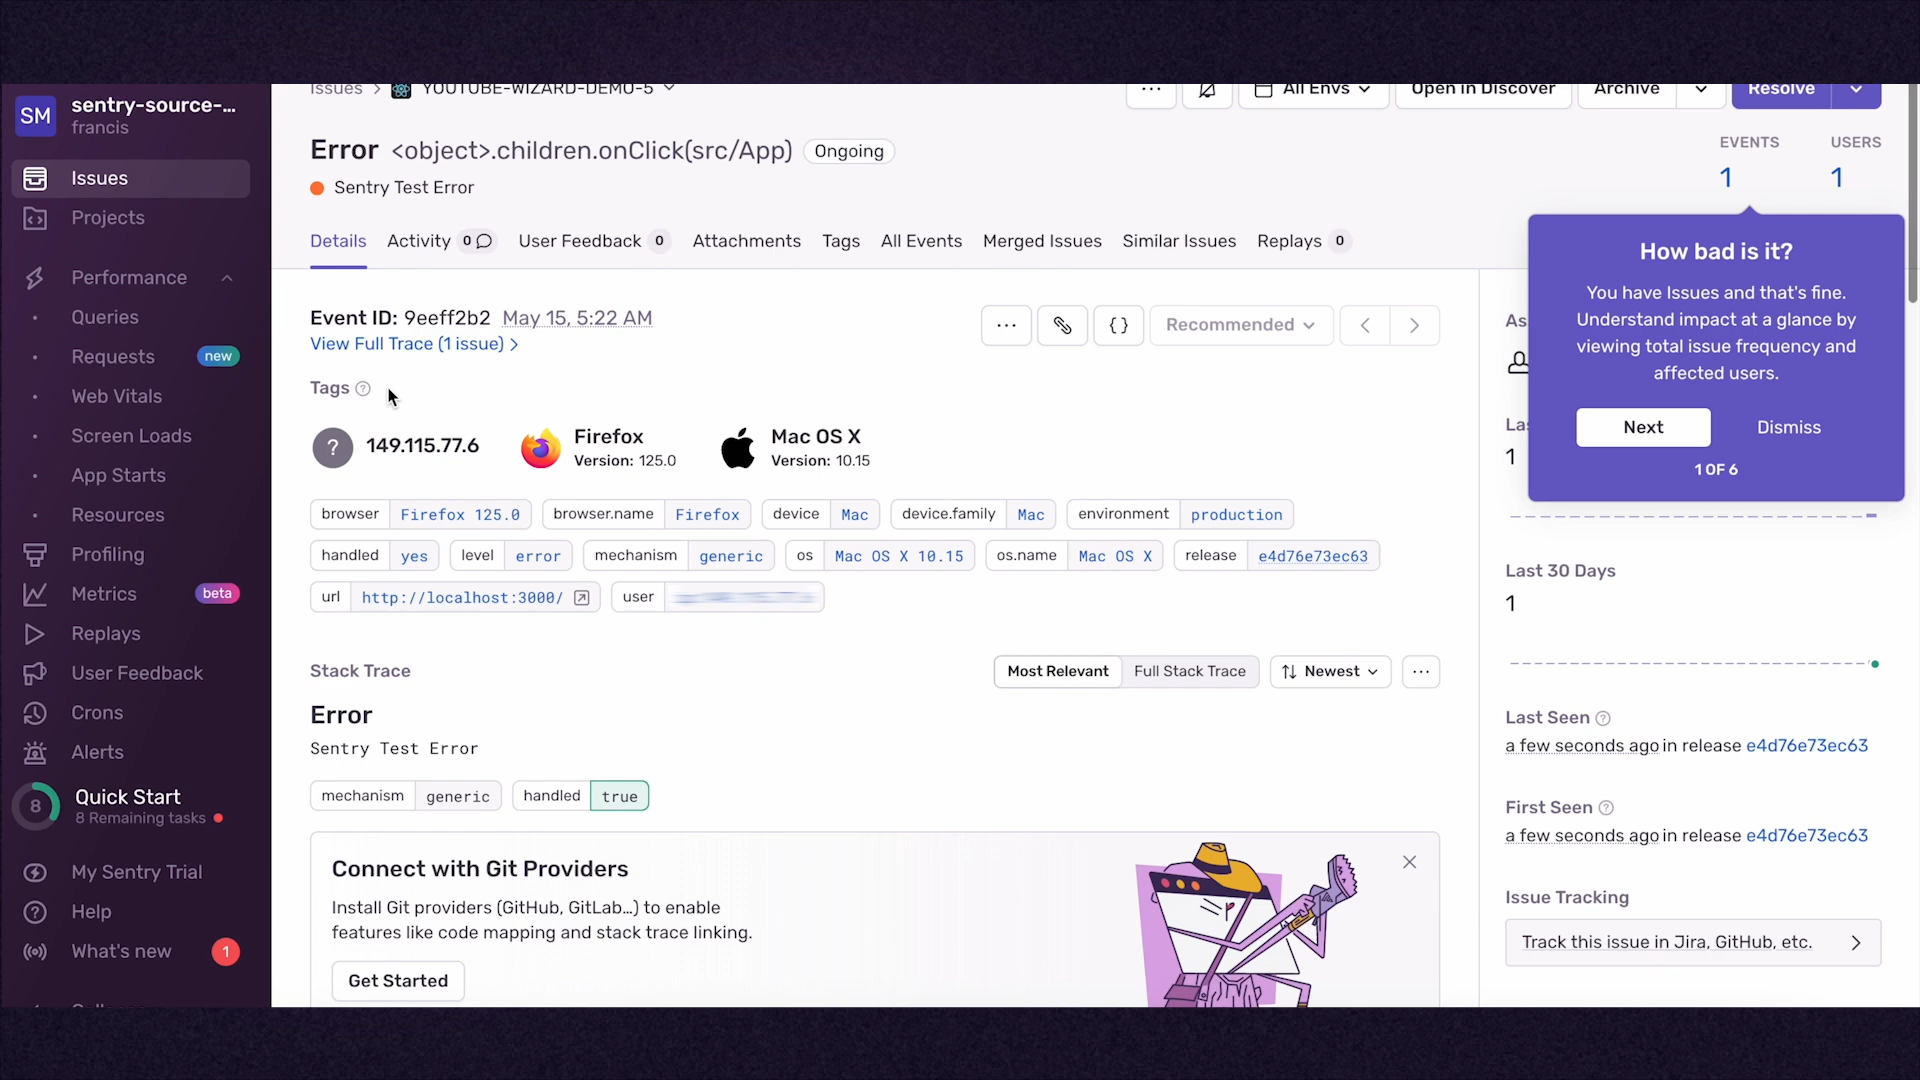 SM
sentry-source-...
francis
Issues
Projects
Performance
Queries
Requests new
Web Vitals
Screen Loads
App Starts
Resources
Profiling
Metrics beta
Replays
User Feedback
Crons
Alerts
8
Quick Start
8 Remaining tasks
My Sentry Trial
Help
What's new 1
Issues > YOUTUBE-WIZARD-DEMO-5
All Envs
Open in Discover
Archive
Resolve
Error <object>.children.onClick(src/App) Ongoing
Sentry Test Error
EVENTS USERS
1 1
Details Activity 0 User Feedback 0 Attachments Tags All Events Merged Issues Similar Issues Replays 0
Event ID: 9eeff2b2 May 15, 5:22 AM
View Full Trace (1 issue) >
{} Recommended
Tags ?
? 149.115.77.6
Firefox
Version: 125.0
Mac OS X
Version: 10.15
browser Firefox 125.0 browser.name Firefox device Mac device.family Mac environment production
handled yes level error mechanism generic os Mac OS X 10.15 os.name Mac OS X release e4d76e73ec63
url http://localhost:3000/ user
Stack Trace
Most Relevant Full Stack Trace Newest
Error
Sentry Test Error
mechanism generic handled true
Connect with Git Providers
Install Git providers (GitHub, GitLab…) to enable
features like code mapping and stack trace linking.
Get Started
How bad is it?
You have Issues and that's fine.
Understand impact at a glance by
viewing total issue frequency and
affected users.
Next Dismiss
1 OF 6
As
Las
1
Last 30 Days
1
Last Seen ?
a few seconds ago in release e4d76e73ec63
First Seen ?
a few seconds ago in release e4d76e73ec63
Issue Tracking
Track this issue in Jira, GitHub, etc.